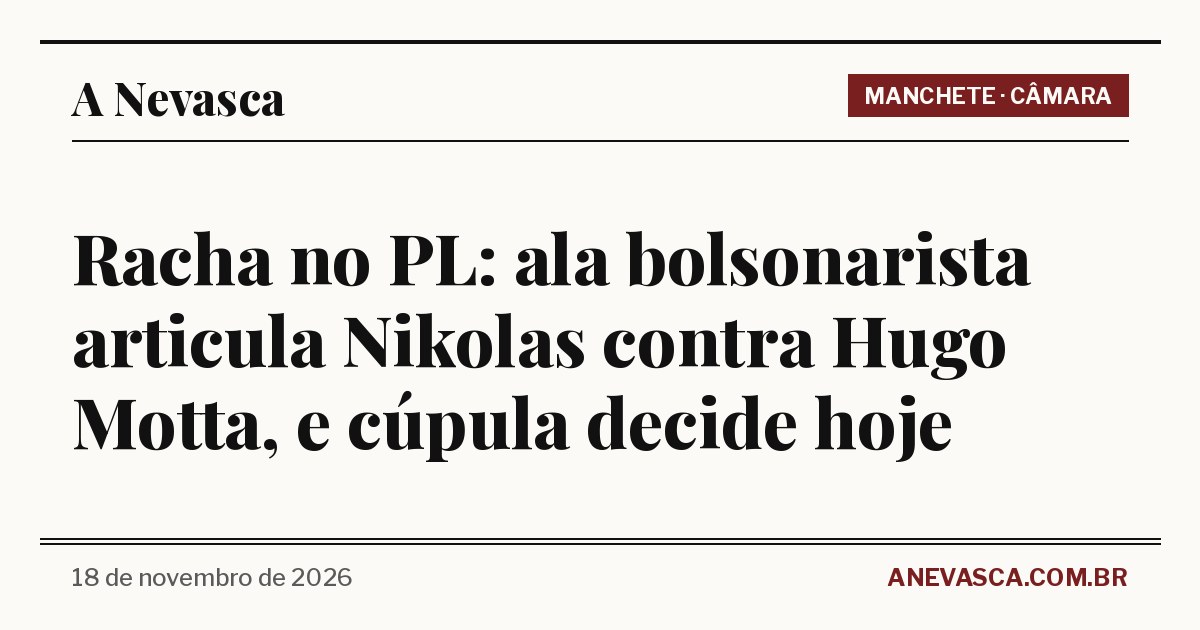 A Nevasca
MANCHETE · CÂMARA
Racha no PL: ala bolsonarista
articula Nikolas contra Hugo
Motta, e cúpula decide hoje
18 de novembro de 2026
ANEVASCA.COM.BR